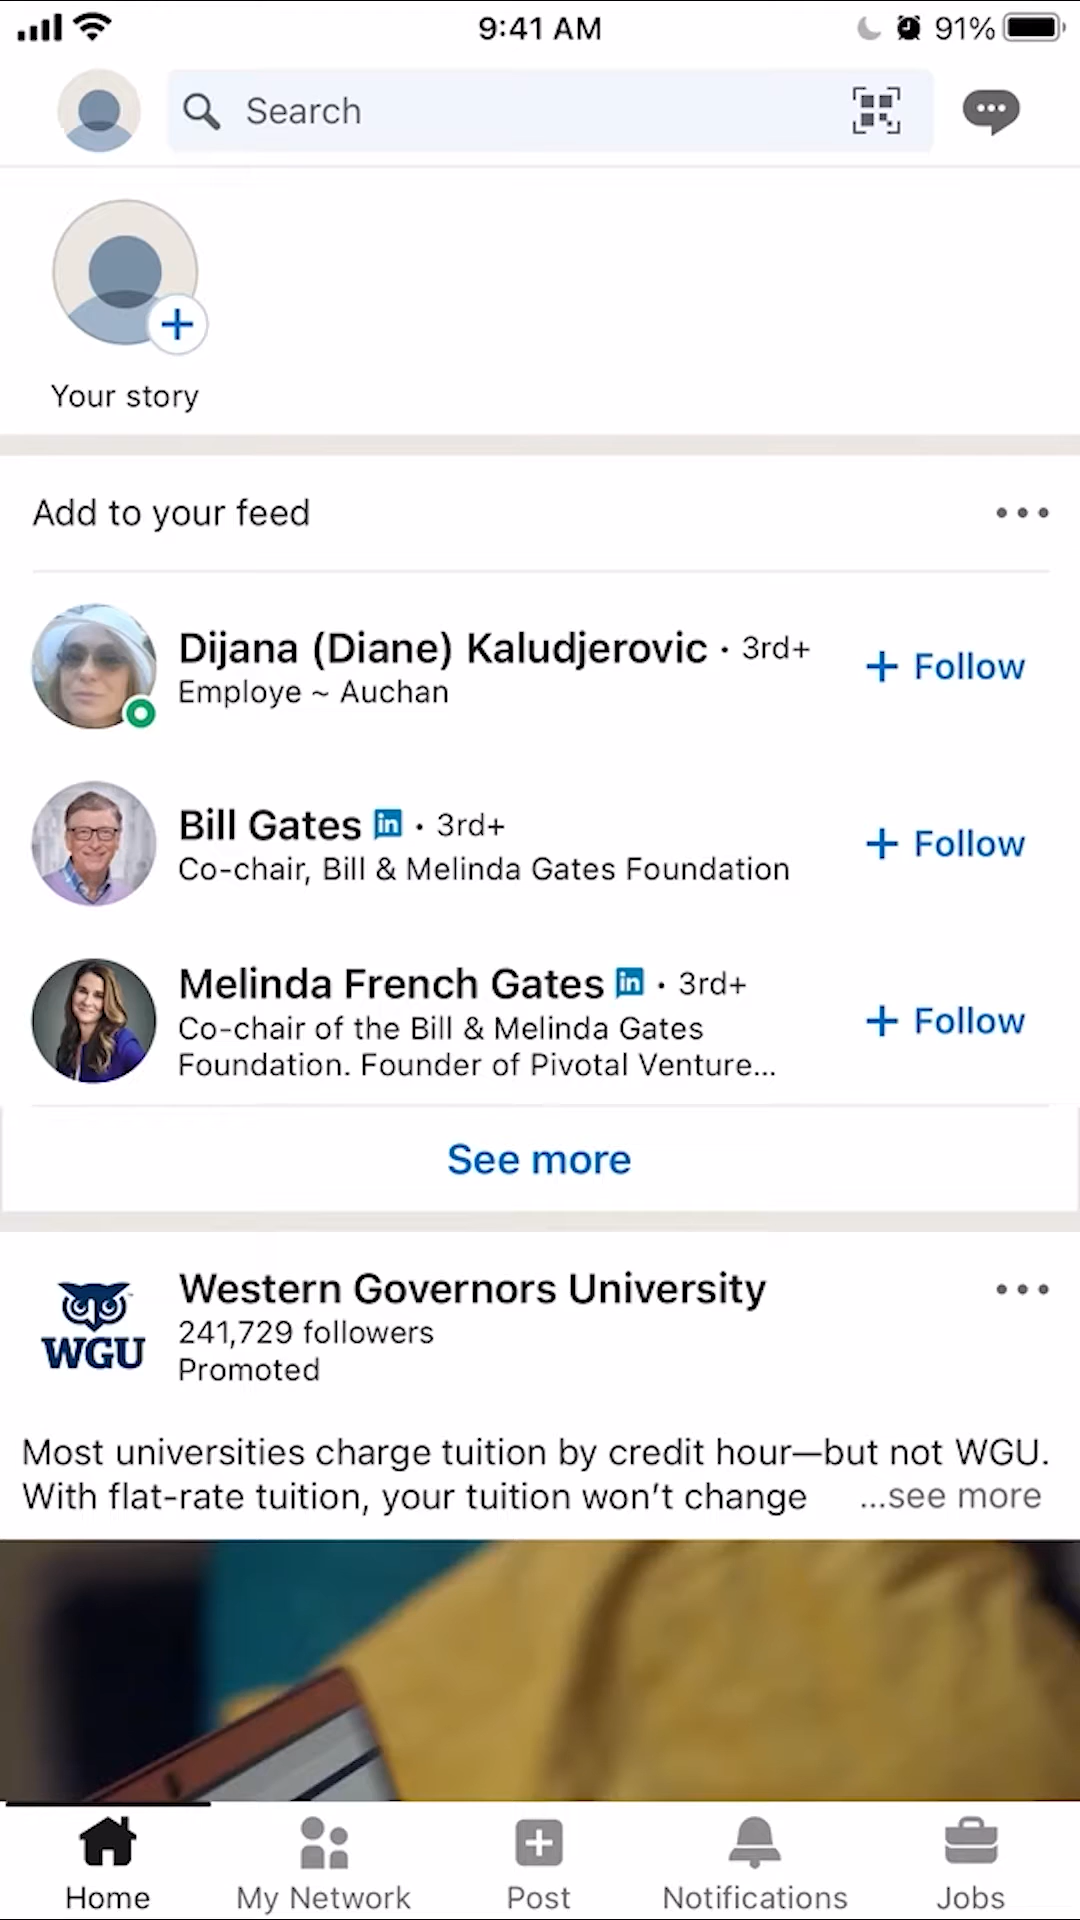 9:41 AM
91%
Search
Your story
Add to your feed
Dijana (Diane) Kaludjerovic • 3rd+
Employe ~ Auchan
+ Follow
Bill Gates in • 3rd+
Co-chair, Bill & Melinda Gates Foundation
+ Follow
Melinda French Gates in • 3rd+
Co-chair of the Bill & Melinda Gates
Foundation. Founder of Pivotal Venture...
+ Follow
See more
WGU
Western Governors University
241,729 followers
Promoted
Most universities charge tuition by credit hour—but not WGU.
With flat-rate tuition, your tuition won’t change ...see more
Home
My Network
Post
Notifications
Jobs